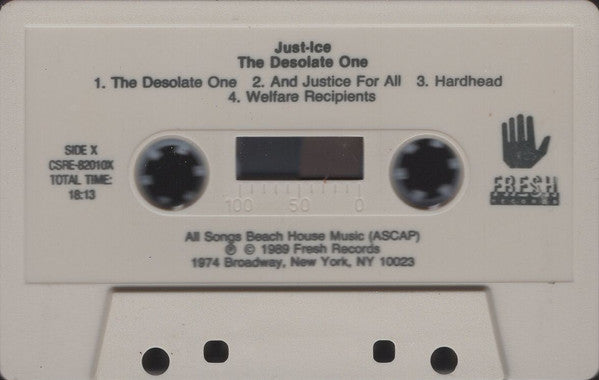 Just-Ice
The Desolate One
1. The Desolate One 2. And Justice For All 3. Hardhead
4. Welfare Recipients
SIDE X
CSRE-82010X
TOTAL TIME:
18:13
FRESH
records
100 50 0
All Songs Beach House Music (ASCAP)
℗ © 1989 Fresh Records
1974 Broadway, New York, NY 10023